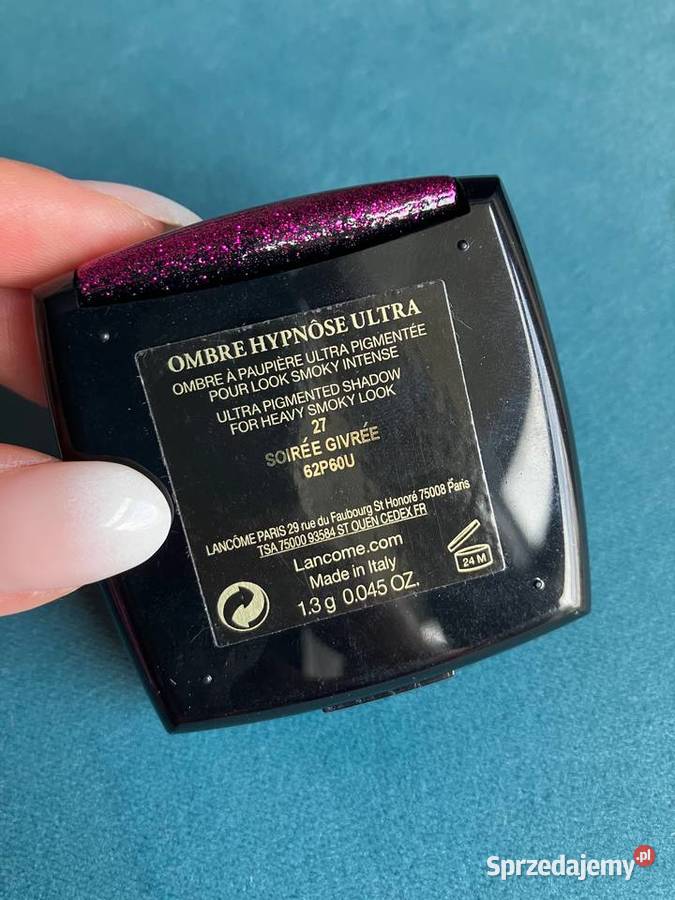 OMBRE HYPNÔSE ULTRA
OMBRE À PAUPIÈRE ULTRA PIGMENTÉE
POUR LOOK SMOKY INTENSE
ULTRA PIGMENTED SHADOW
FOR HEAVY SMOKY LOOK
27
SOIRÉE GIVRÉE
62P60U
LANCÔME PARIS 29 rue du Faubourg St Honoré 75008 Paris
TSA 75000 93584 ST OUEN CEDEX FR
Lancome.com
Made in Italy
1.3 g 0.045 OZ.
24 M
Sprzedajemy.pl